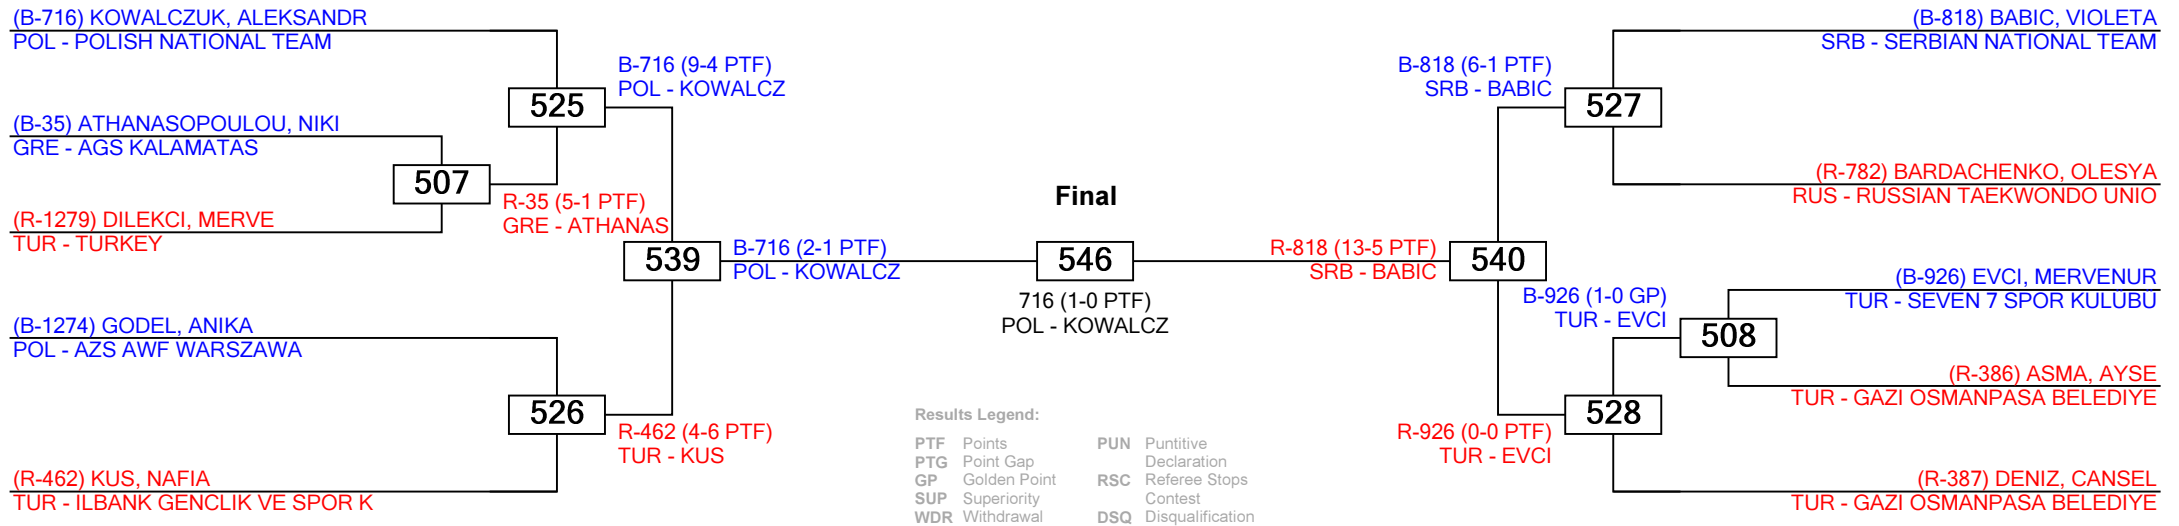 (B-716) KOWALCZUK, ALEKSANDR
POL - POLISH NATIONAL TEAM
(B-35) ATHANASOPOULOU, NIKI
GRE - AGS KALAMATAS
(R-1279) DILEKCI, MERVE
TUR - TURKEY
(B-1274) GODEL, ANIKA
POL - AZS AWF WARSZAWA
(R-462) KUS, NAFIA
TUR - ILBANK GENCLIK VE SPOR K
507
525
526
B-716 (9-4 PTF)
POL - KOWALCZ
R-35 (5-1 PTF)
GRE - ATHANAS
R-462 (4-6 PTF)
TUR - KUS
539
B-716 (2-1 PTF)
POL - KOWALCZ
Final
546
716 (1-0 PTF)
POL - KOWALCZ
R-818 (13-5 PTF)
SRB - BABIC
540
B-818 (6-1 PTF)
SRB - BABIC
527
B-926 (1-0 GP)
TUR - EVCI
508
R-926 (0-0 PTF)
TUR - EVCI
528
(B-818) BABIC, VIOLETA
SRB - SERBIAN NATIONAL TEAM
(R-782) BARDACHENKO, OLESYA
RUS - RUSSIAN TAEKWONDO UNIO
(B-926) EVCI, MERVENUR
TUR - SEVEN 7 SPOR KULUBU
(R-386) ASMA, AYSE
TUR - GAZI OSMANPASA BELEDIYE
(R-387) DENIZ, CANSEL
TUR - GAZI OSMANPASA BELEDIYE
Results Legend:
PTF Points
PTG Point Gap
GP Golden Point
SUP Superiority
WDR Withdrawal
PUN Puntitive
Declaration
RSC Referee Stops
Contest
DSQ Disqualification